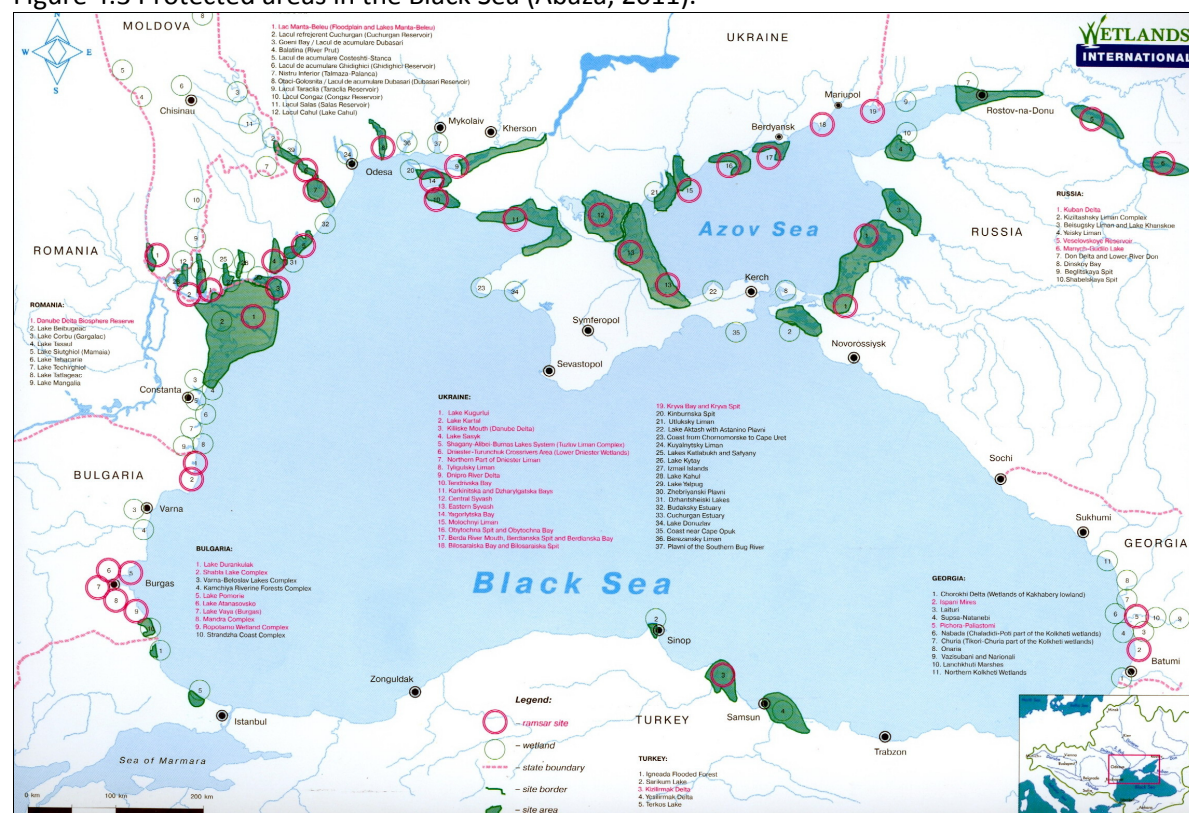 Figure 4.3 Protected areas in the Black Sea (Abaza, 2011).
MOLDOVA
1. Lac Manta-Beleu (Floodplain and Lakes Manta-Beleu)
2. Lacul refrejerent Cuchurgan (Cuchurgan Reservoir)
3. Goeni Bay / Lacul de acumulare Dubasari
4. Balatina (River Prut)
5. Lacul de acumulare Costeshti-Stanca
6. Lacul de acumulare Ghidighici (Ghidighici Reservoir)
7. Nistru Inferior (Talmaza-Palanca)
8. Otaci-Golosnita / Lacul de acumulare Dubasari (Dubasari Reservoir)
9. Lacul Taraclia (Taraclia Reservoir)
10. Lacul Congaz (Congaz Reservoir)
11. Lacul Salas (Salas Reservoir)
12. Lacul Cahul (Lake Cahul)
UKRAINE
WETLANDS
INTERNATIONAL
N
W
E
S
Chisinau
Mykolaiv
Kherson
Odesa
Mariupol
Berdyansk
Rostov-na-Donu
ROMANIA
Azov Sea
RUSSIA
RUSSIA:
1. Kuban Delta
2. Kiziltashsky Liman Complex
3. Beisugsky Liman and Lake Khanskoe
4. Yeisky Liman
5. Veselovskoye Reservoir
6. Manych-Gudilo Lake
7. Don Delta and Lower River Don
8. Dinskoy Bay
9. Beglitskaya Spit
10. Shabelskaya Spit
Kerch
Symferopol
Sevastopol
Novorossiysk
ROMANIA:
1. Danube Delta Biosphere Reserve
2. Lake Beibugeac
3. Lake Corbu (Gargalac)
4. Lake Tasaul
5. Lake Siutghiol (Mamaia)
6. Lake Tabacarie
7. Lake Techirghiol
8. Lake Tatlageac
9. Lake Mangalia
Constanta
UKRAINE:
1. Lake Kugurlui
2. Lake Kartal
3. Kiliiske Mouth (Danube Delta)
4. Lake Sasyk
5. Shagany-Alibei-Burnas Lakes System (Tuzlov Liman Complex)
6. Dniester-Turunchuk Crossrivers Area (Lower Dniester Wetlands)
7. Northern Part of Dniester Liman
8. Tyligulsky Liman
9. Dnipro River Delta
10. Tendrivska Bay
11. Karkinitska and Dzharylgatska Bays
12. Central Syvash
13. Eastern Syvash
14. Yagorlytska Bay
15. Molochnyi Liman
16. Obytochna Spit and Obytochna Bay
17. Berda River Mouth, Berdianska Spit and Berdianska Bay
18. Bilosaraiska Bay and Bilosaraiska Spit
19. Kryva Bay and Kryva Spit
20. Kinburnska Spit
21. Utluksky Liman
22. Lake Aktash with Astanino Plavni
23. Coast from Chornomorske to Cape Uret
24. Kuyalnytsky Liman
25. Lakes Katlabukh and Safyany
26. Lake Kytay
27. Izmail Islands
28. Lake Kahul
29. Lake Yalpug
30. Zhebriyanski Plavni
31. Dzhantsheiski Lakes
32. Budaksky Estuary
33. Cuchurgan Estuary
34. Lake Donuzlav
35. Coast near Cape Opuk
36. Berezansky Liman
37. Plavni of the Southern Bug River
BULGARIA
Varna
Burgas
Sochi
Sukhumi
GEORGIA
BULGARIA:
1. Lake Durankulak
2. Shabla Lake Complex
3. Varna-Beloslav Lakes Complex
4. Kamchiya Riverine Forests Complex
5. Lake Pomorie
6. Lake Atanasovsko
7. Lake Vaya (Burgas)
8. Mandra Complex
9. Ropotamo Wetland Complex
10. Strandzha Coast Complex
Black Sea
GEORGIA:
1. Chorokhi Delta (Wetlands of Kakhabery lowland)
2. Ispani Mires
3. Laituri
4. Supsa-Natanebi
5. Pichora-Paliastomi
6. Nabada (Chaladidi-Poti part of the Kolkheti wetlands)
7. Churia (Tikori-Churia part of the Kolkheti wetlands)
8. Onaria
9. Vazisubani and Narionali
10. Lanchkhuti Marshes
11. Northern Kolkheti Wetlands
Batumi
Sinop
Zonguldak
Istanbul
Samsun
Trabzon
TURKEY
Sea of Marmara
Legend:
– ramsar site
– wetland
– state boundary
– site border
– site area
TURKEY:
1. Igneada Flooded Forest
2. Sarikum Lake
3. Kizilirmak Delta
4. Yesilirmak Delta
5. Terkos Lake
0 km
100 km
200 km